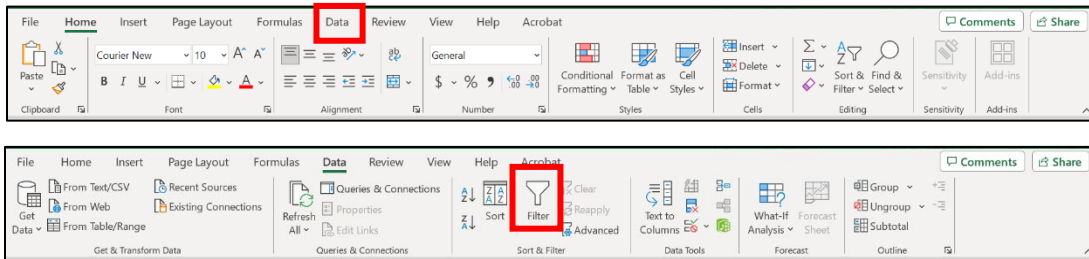 File Home Insert Page Layout Formulas Data Review View Help Acrobat Comments Share
Courier New 10 A A ab General Insert Σ A Z
Paste B I U A $ % 9 .00 .00 Conditional Format as Cell Delete Sort & Find & Sensitivity Add-ins
Formatting Table Styles Format Filter Select
Clipboard Font Alignment Number Styles Cells Editing Sensitivity Add-ins
File Home Insert Page Layout Formulas Data Review View Help Acrobat Comments Share
From Text/CSV Recent Sources Queries & Connections A Z Z A A Z Clear Group
Get From Web Existing Connections Refresh Properties Sort Filter Reapply Text to What-If Forecast Ungroup
Data From Table/Range All Edit Links Z A Advanced Columns Analysis Sheet Subtotal
Get & Transform Data Queries & Connections Sort & Filter Data Tools Forecast Outline